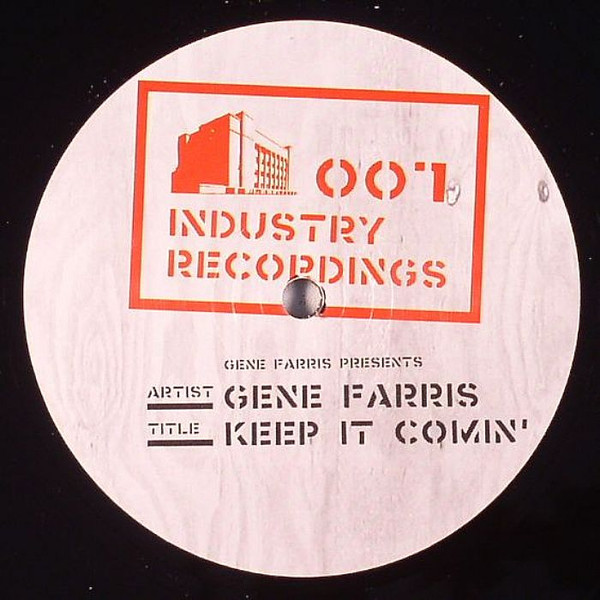 001
INDUSTRY
RECORDINGS
GENE FARRIS PRESENTS
ARTIST GENE FARRIS
TITLE KEEP IT COMIN'